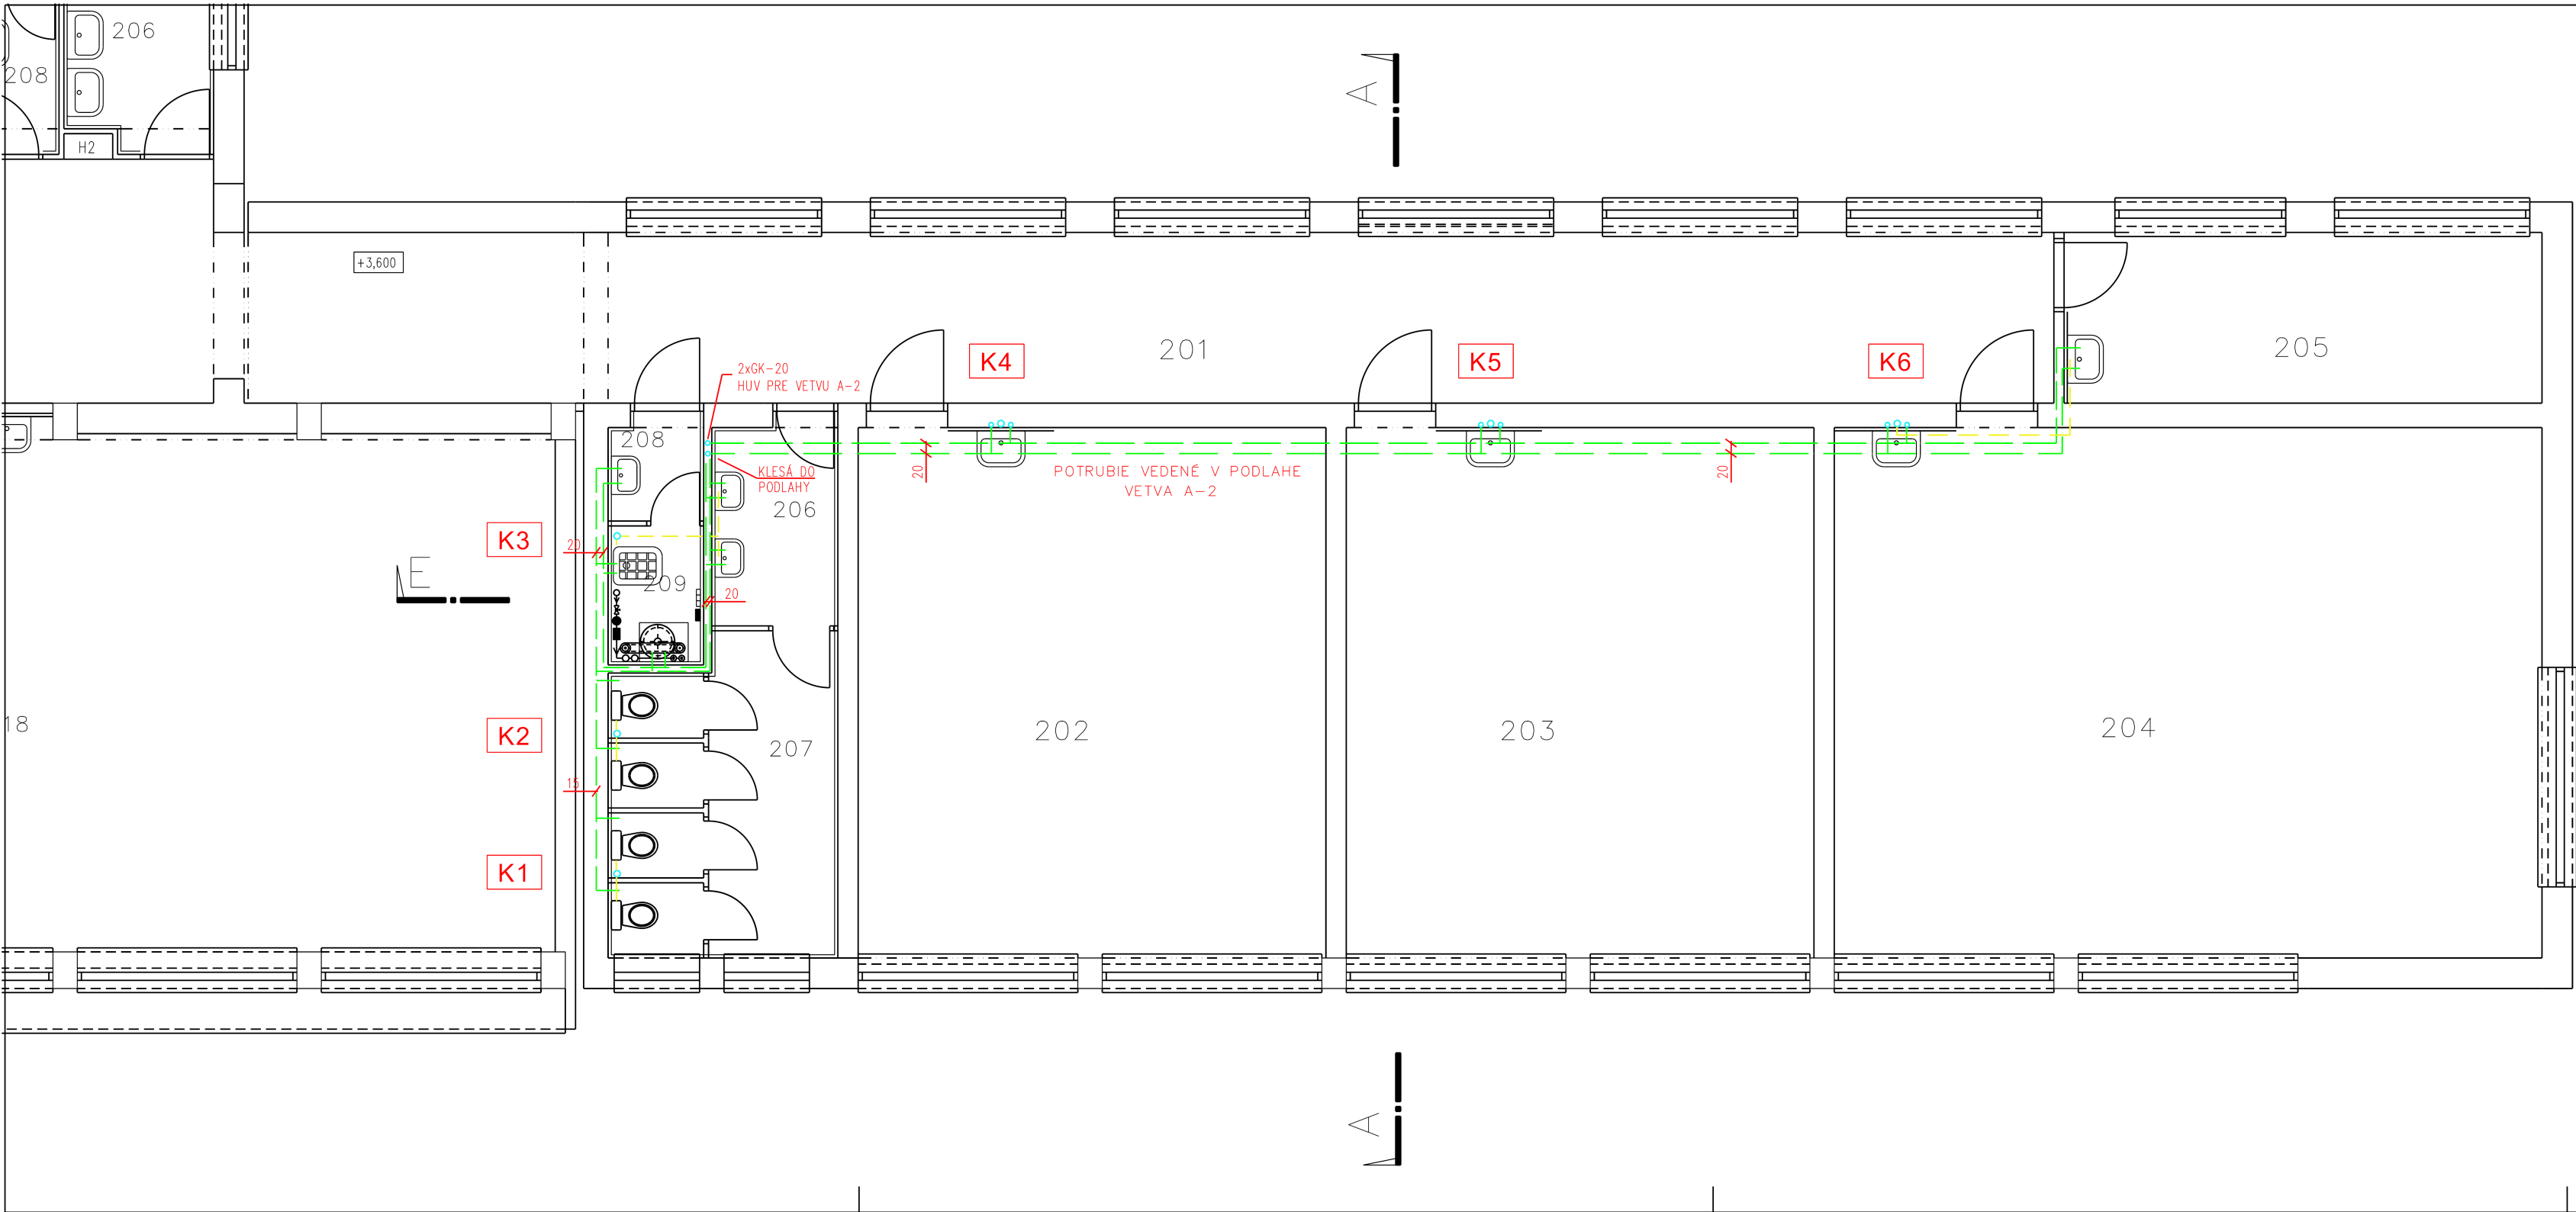 206
208
H2
A
+3,600
2xGK-20
HUV PRE VETVU A-2
K4
201
K5
K6
205
208
KLESÁ DO
PODLAHY
20
POTRUBIE VEDENÉ V PODLAHE
VETVA A-2
20
206
K3
20
E
209
20
18
K2
207
202
203
204
15
K1
A